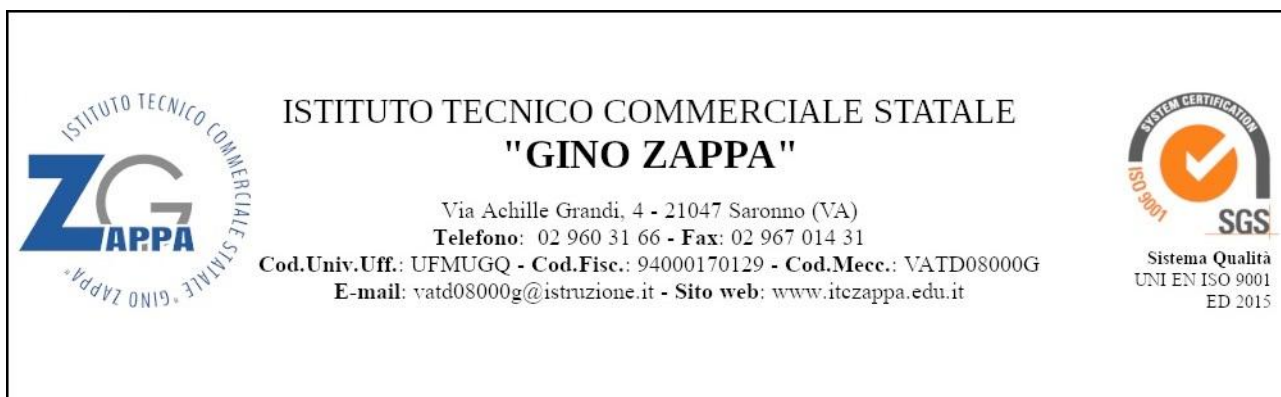 ISTITUTO TECNICO COMMERCIALE STATALE "GINO ZAPPA"
ZG
APPA
ISTITUTO TECNICO COMMERCIALE STATALE
"GINO ZAPPA"
Via Achille Grandi, 4 - 21047 Saronno (VA)
Telefono: 02 960 31 66 - Fax: 02 967 014 31
Cod.Univ.Uff.: UFMUGQ - Cod.Fisc.: 94000170129 - Cod.Mecc.: VATD08000G
E-mail: vatd08000g@istruzione.it - Sito web: www.itczappa.edu.it
SYSTEM CERTIFICATION
ISO 9001
SGS
Sistema Qualità
UNI EN ISO 9001
ED 2015